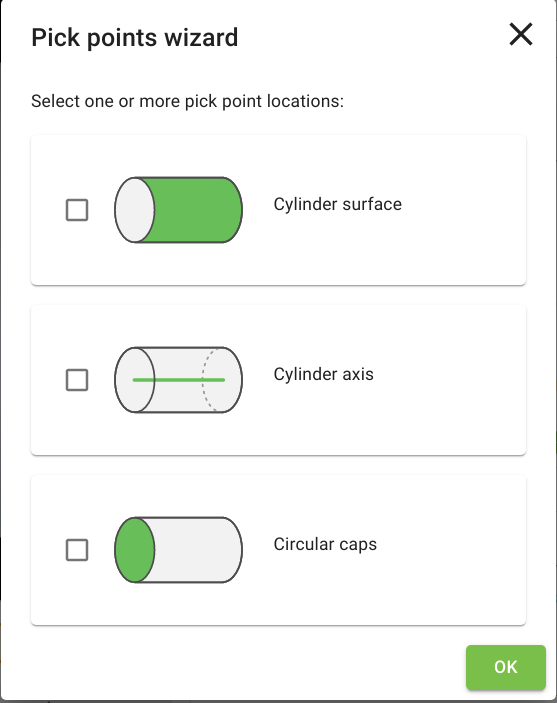 Pick points wizard
Select one or more pick point locations:
Cylinder surface
Cylinder axis
Circular caps
OK